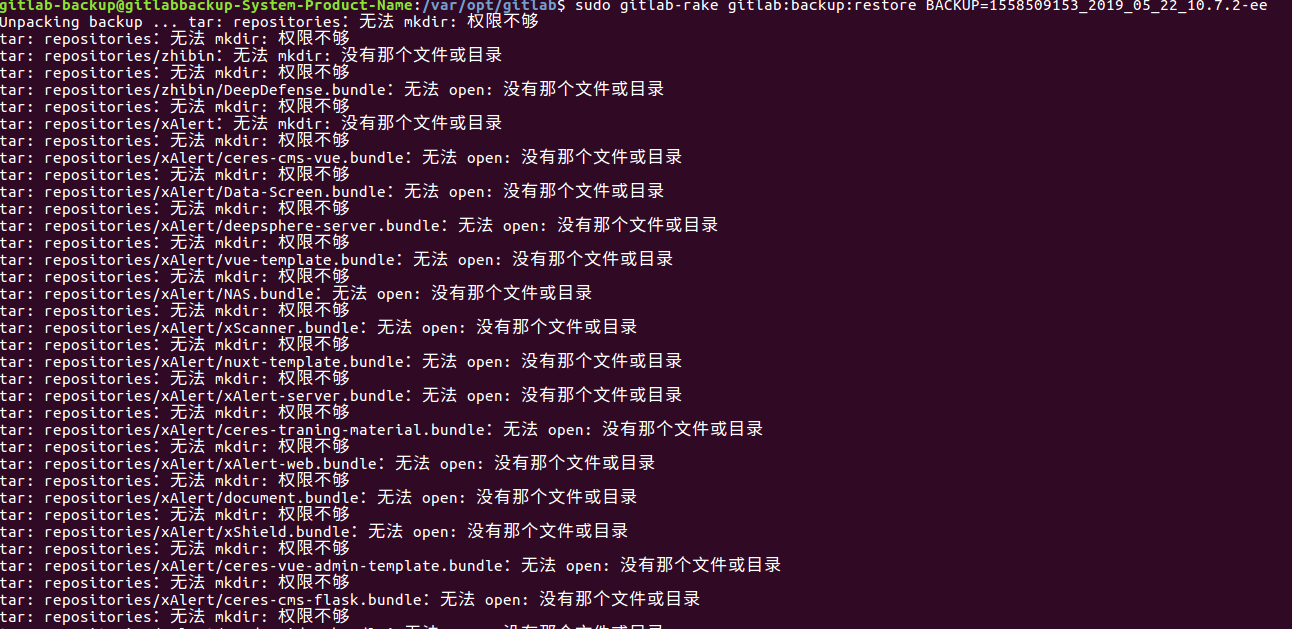 gitlab-backup@gitlabbackup-System-Product-Name:/var/opt/gitlab$ sudo gitlab-rake gitlab:backup:restore BACKUP=1558509153_2019_05_22_10.7.2-ee
Unpacking backup ... tar: repositories：无法 mkdir: 权限不够
tar: repositories：无法 mkdir: 权限不够
tar: repositories/zhibin：无法 mkdir: 没有那个文件或目录
tar: repositories：无法 mkdir: 权限不够
tar: repositories/zhibin/DeepDefense.bundle：无法 open: 没有那个文件或目录
tar: repositories：无法 mkdir: 权限不够
tar: repositories/xAlert：无法 mkdir: 没有那个文件或目录
tar: repositories：无法 mkdir: 权限不够
tar: repositories/xAlert/ceres-cms-vue.bundle：无法 open: 没有那个文件或目录
tar: repositories：无法 mkdir: 权限不够
tar: repositories/xAlert/Data-Screen.bundle：无法 open: 没有那个文件或目录
tar: repositories：无法 mkdir: 权限不够
tar: repositories/xAlert/deepsphere-server.bundle：无法 open: 没有那个文件或目录
tar: repositories：无法 mkdir: 权限不够
tar: repositories/xAlert/vue-template.bundle：无法 open: 没有那个文件或目录
tar: repositories：无法 mkdir: 权限不够
tar: repositories/xAlert/NAS.bundle：无法 open: 没有那个文件或目录
tar: repositories：无法 mkdir: 权限不够
tar: repositories/xAlert/xScanner.bundle：无法 open: 没有那个文件或目录
tar: repositories：无法 mkdir: 权限不够
tar: repositories/xAlert/nuxt-template.bundle：无法 open: 没有那个文件或目录
tar: repositories：无法 mkdir: 权限不够
tar: repositories/xAlert/xAlert-server.bundle：无法 open: 没有那个文件或目录
tar: repositories：无法 mkdir: 权限不够
tar: repositories/xAlert/ceres-traning-material.bundle：无法 open: 没有那个文件或目录
tar: repositories：无法 mkdir: 权限不够
tar: repositories/xAlert/xAlert-web.bundle：无法 open: 没有那个文件或目录
tar: repositories：无法 mkdir: 权限不够
tar: repositories/xAlert/document.bundle：无法 open: 没有那个文件或目录
tar: repositories：无法 mkdir: 权限不够
tar: repositories/xAlert/xShield.bundle：无法 open: 没有那个文件或目录
tar: repositories：无法 mkdir: 权限不够
tar: repositories/xAlert/ceres-vue-admin-template.bundle：无法 open: 没有那个文件或目录
tar: repositories：无法 mkdir: 权限不够
tar: repositories/xAlert/ceres-cms-flask.bundle：无法 open: 没有那个文件或目录
tar: repositories：无法 mkdir: 权限不够